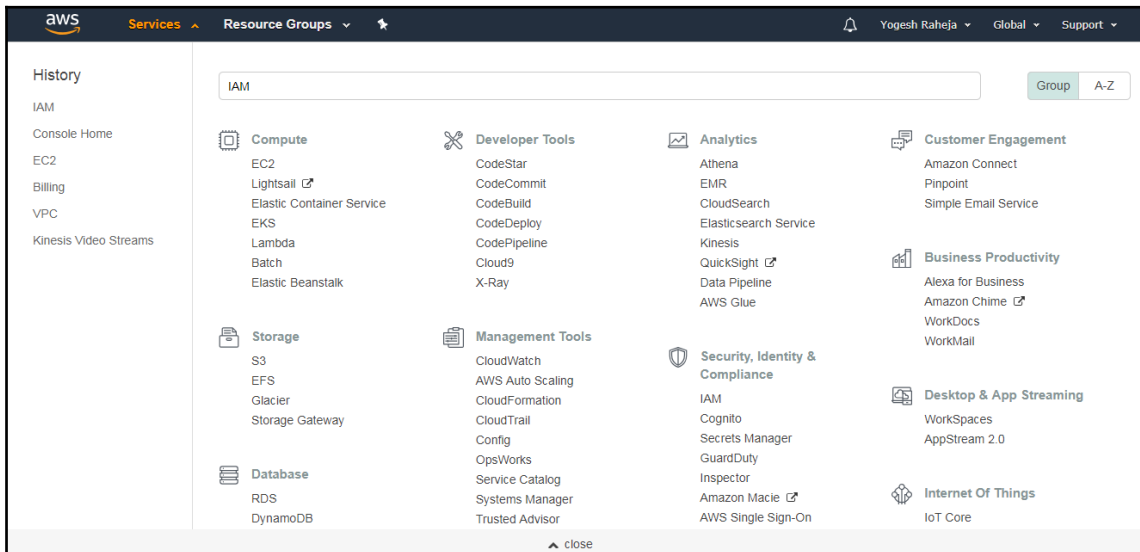 aws
Services
Resource Groups
Yogesh Raheja
Global
Support
History
IAM
Console Home
EC2
Billing
VPC
Kinesis Video Streams
IAM
Group
A-Z
Compute
EC2
Lightsail
Elastic Container Service
EKS
Lambda
Batch
Elastic Beanstalk
Storage
S3
EFS
Glacier
Storage Gateway
Database
RDS
DynamoDB
Developer Tools
CodeStar
CodeCommit
CodeBuild
CodeDeploy
CodePipeline
Cloud9
X-Ray
Management Tools
CloudWatch
AWS Auto Scaling
CloudFormation
CloudTrail
Config
OpsWorks
Service Catalog
Systems Manager
Trusted Advisor
Analytics
Athena
EMR
CloudSearch
Elasticsearch Service
Kinesis
QuickSight
Data Pipeline
AWS Glue
Security, Identity &
Compliance
IAM
Cognito
Secrets Manager
GuardDuty
Inspector
Amazon Macie
AWS Single Sign-On
Customer Engagement
Amazon Connect
Pinpoint
Simple Email Service
Business Productivity
Alexa for Business
Amazon Chime
WorkDocs
WorkMail
Desktop & App Streaming
WorkSpaces
AppStream 2.0
Internet Of Things
IoT Core
close